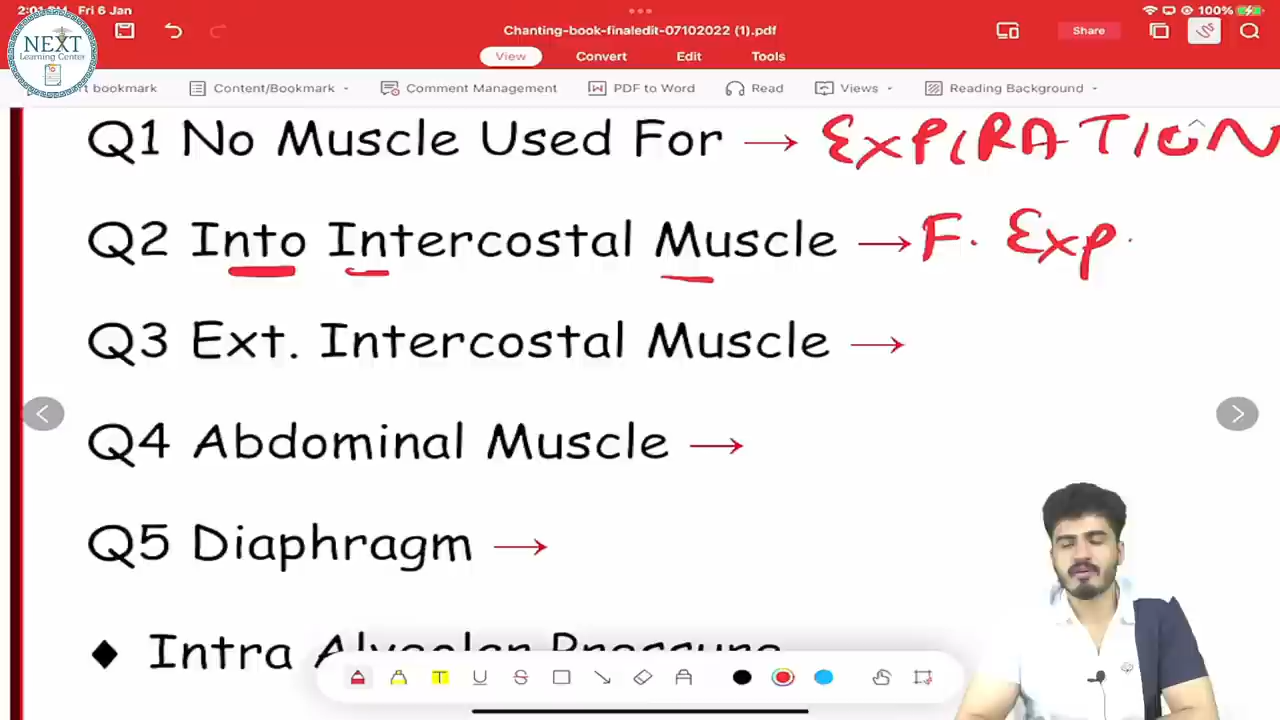 2:01 PM Fri 6 Jan
100%
NEXT
Learning Center
Chanting-book-finaledit-07102022 (1).pdf
Share
View Convert Edit Tools
bookmark Content/Bookmark Comment Management PDF to Word Read Views Reading Background
Q1 No Muscle Used For → EXPIRATION
Q2 Into Intercostal Muscle → F. Exp.
Q3 Ext. Intercostal Muscle →
Q4 Abdominal Muscle →
Q5 Diaphragm →
◆ Intra Alveolar Pressure